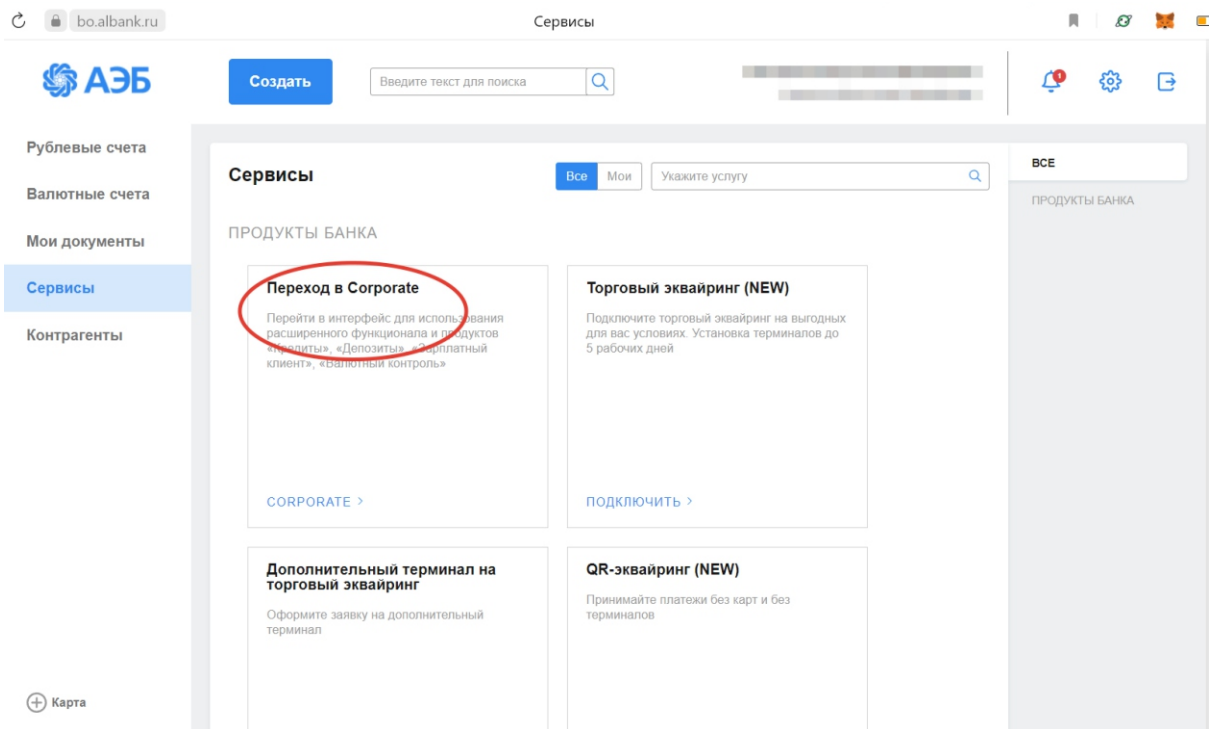 bo.albank.ru
Сервисы
АЭБ
Создать
Введите текст для поиска
1
Рублевые счета
Валютные счета
Мои документы
Сервисы
Контрагенты
Карта
Сервисы
Все
Мои
Укажите услугу
ВСЕ
ПРОДУКТЫ БАНКА
ПРОДУКТЫ БАНКА
Переход в Corporate
Перейти в интерфейс для использования
расширенного функционала и продуктов
«Кредиты», «Депозиты», «Зарплатный
клиент», «Валютный контроль»
CORPORATE >
Торговый эквайринг (NEW)
Подключите торговый эквайринг на выгодных
для вас условиях. Установка терминалов до
5 рабочих дней
ПОДКЛЮЧИТЬ >
Дополнительный терминал на
торговый эквайринг
Оформите заявку на дополнительный
терминал
QR-эквайринг (NEW)
Принимайте платежи без карт и без
терминалов